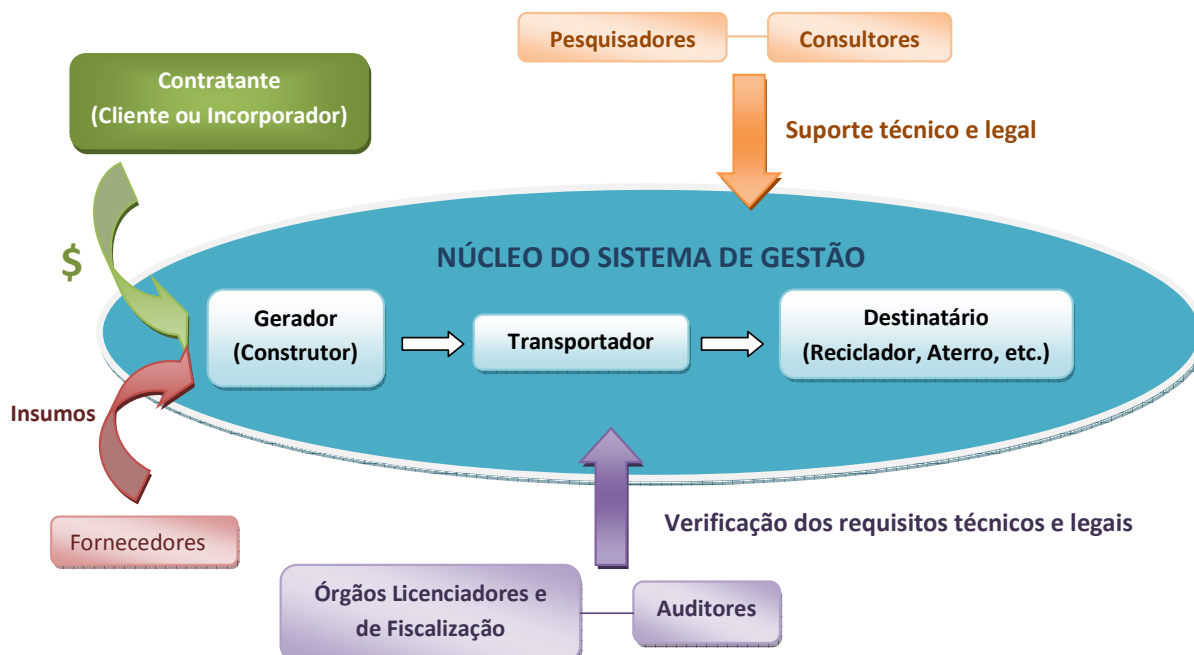 Pesquisadores
Consultores
Contratante
(Cliente ou Incorporador)
Suporte técnico e legal
$
NÚCLEO DO SISTEMA DE GESTÃO
Gerador
(Construtor)
Transportador
Destinatário
(Reciclador, Aterro, etc.)
Insumos
Fornecedores
Verificação dos requisitos técnicos e legais
Órgãos Licenciadores e
de Fiscalização
Auditores